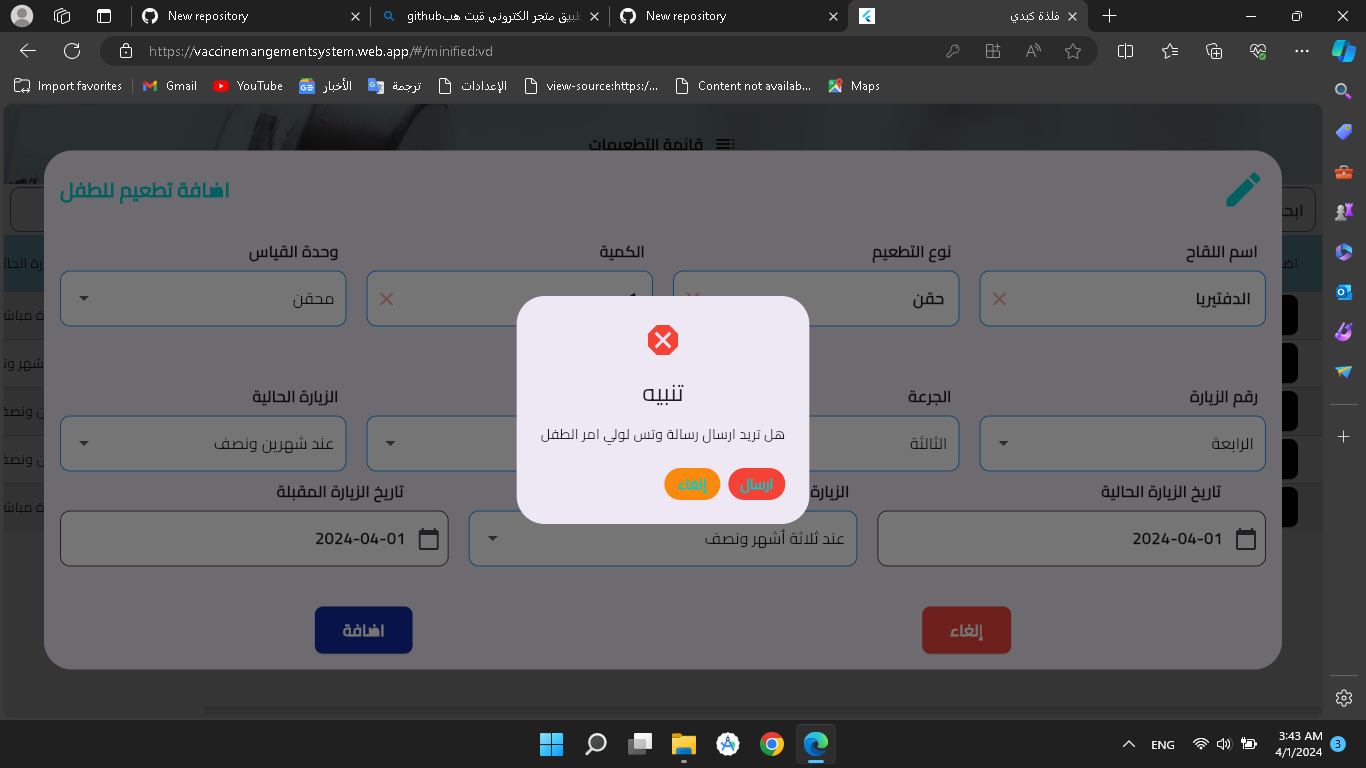 New repository
github تطبيق متجر الكتروني قيت هب
New repository
فلذة كبدي
https://vaccinemangementsystem.web.app/#/minified:vd
Import favorites
Gmail
YouTube
الأخبار
ترجمة
الإعدادات
view-source:https:/...
Content not availab...
Maps
قائمة التطعيمات
اضافة تطعيم للطفل
اسم اللقاح
نوع التطعيم
الكمية
وحدة القياس
الدفتيريا
حقن
محقن
تنبيه
هل تريد ارسال رسالة وتس لولي امر الطفل
ارسال
إلغاء
رقم الزيارة
الجرعة
الزيارة الحالية
الرابعة
الثالثة
عند شهرين ونصف
تاريخ الزيارة الحالية
الزيارة
تاريخ الزيارة المقبلة
2024-04-01
عند ثلاثة أشهر ونصف
2024-04-01
إلغاء
اضافة
ENG
3:43 AM
4/1/2024
3